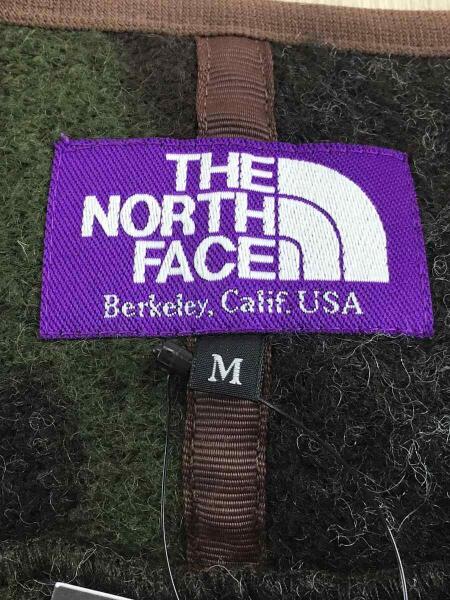 THE
NORTH
FACE
Berkeley, Calif. USA
M